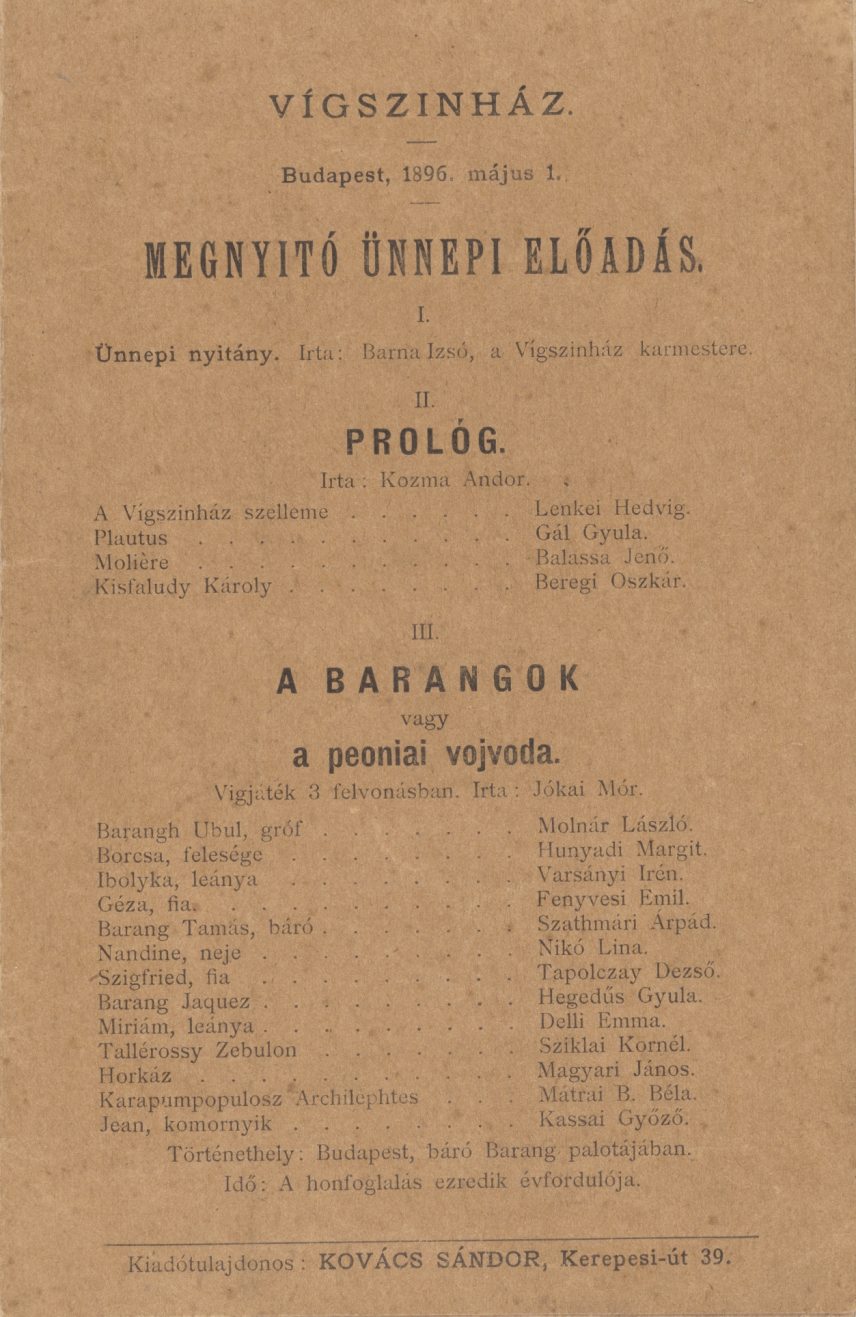 VÍGSZINHÁZ.
Budapest, 1896. május 1.
MEGNYITÓ ÜNNEPI ELŐADÁS.
I.
Ünnepi nyitány. Irta: Barna Izsó, a Vígszinház karmestere.
II.
PROLÓG.
Irta: Kozma Andor.
A Vígszinház szelleme . . . . . . Lenkei Hedvig.
Plautus . . . . . . . . . . . Gál Gyula.
Molière . . . . . . . . . . . Balassa Jenő.
Kisfaludy Károly . . . . . . . . Beregi Oszkár.
III.
A BARANGOK
vagy
a peoniai vojvoda.
Vigjáték 3 felvonásban. Irta: Jókai Mór.
Barangh Ubul, gróf . . . . . . . Molnár László.
Borcsa, felesége . . . . . . . . Hunyadi Margit.
Ibolyka, leánya . . . . . . . . Varsányi Irén.
Géza, fia. . . . . . . . . . . Fenyvesi Emil.
Barang Tamás, báró . . . . . . . Szathmári Árpád.
Nandine, neje . . . . . . . . . Nikó Lina.
Szigfried, fia . . . . . . . . . Tapolczay Dezső.
Barang Jaquez . . . . . . . . . Hegedűs Gyula.
Miriám, leánya . . . . . . . . . Delli Emma.
Tallérossy Zebulon . . . . . . . Sziklai Kornél.
Horkáz . . . . . . . . . . . Magyari János.
Karapumpopulosz Archilephtes . . . Mátrai B. Béla.
Jean, komornyik . . . . . . . . Kassai Győző.
Történethely: Budapest, báró Barang palotájában.
Idő: A honfoglalás ezredik évfordulója.
Kiadótulajdonos: KOVÁCS SÁNDOR, Kerepesi-út 39.